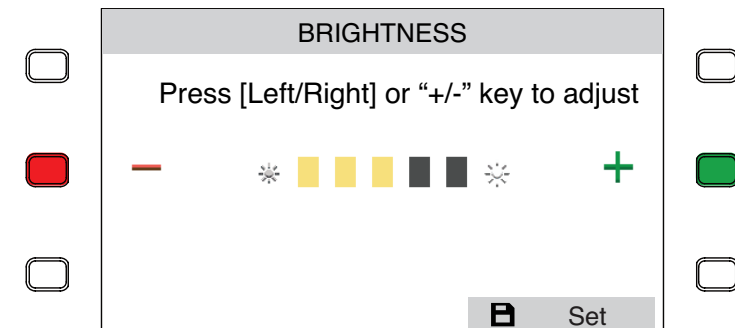 BRIGHTNESS
Press [Left/Right] or “+/-” key to adjust
− +
Set